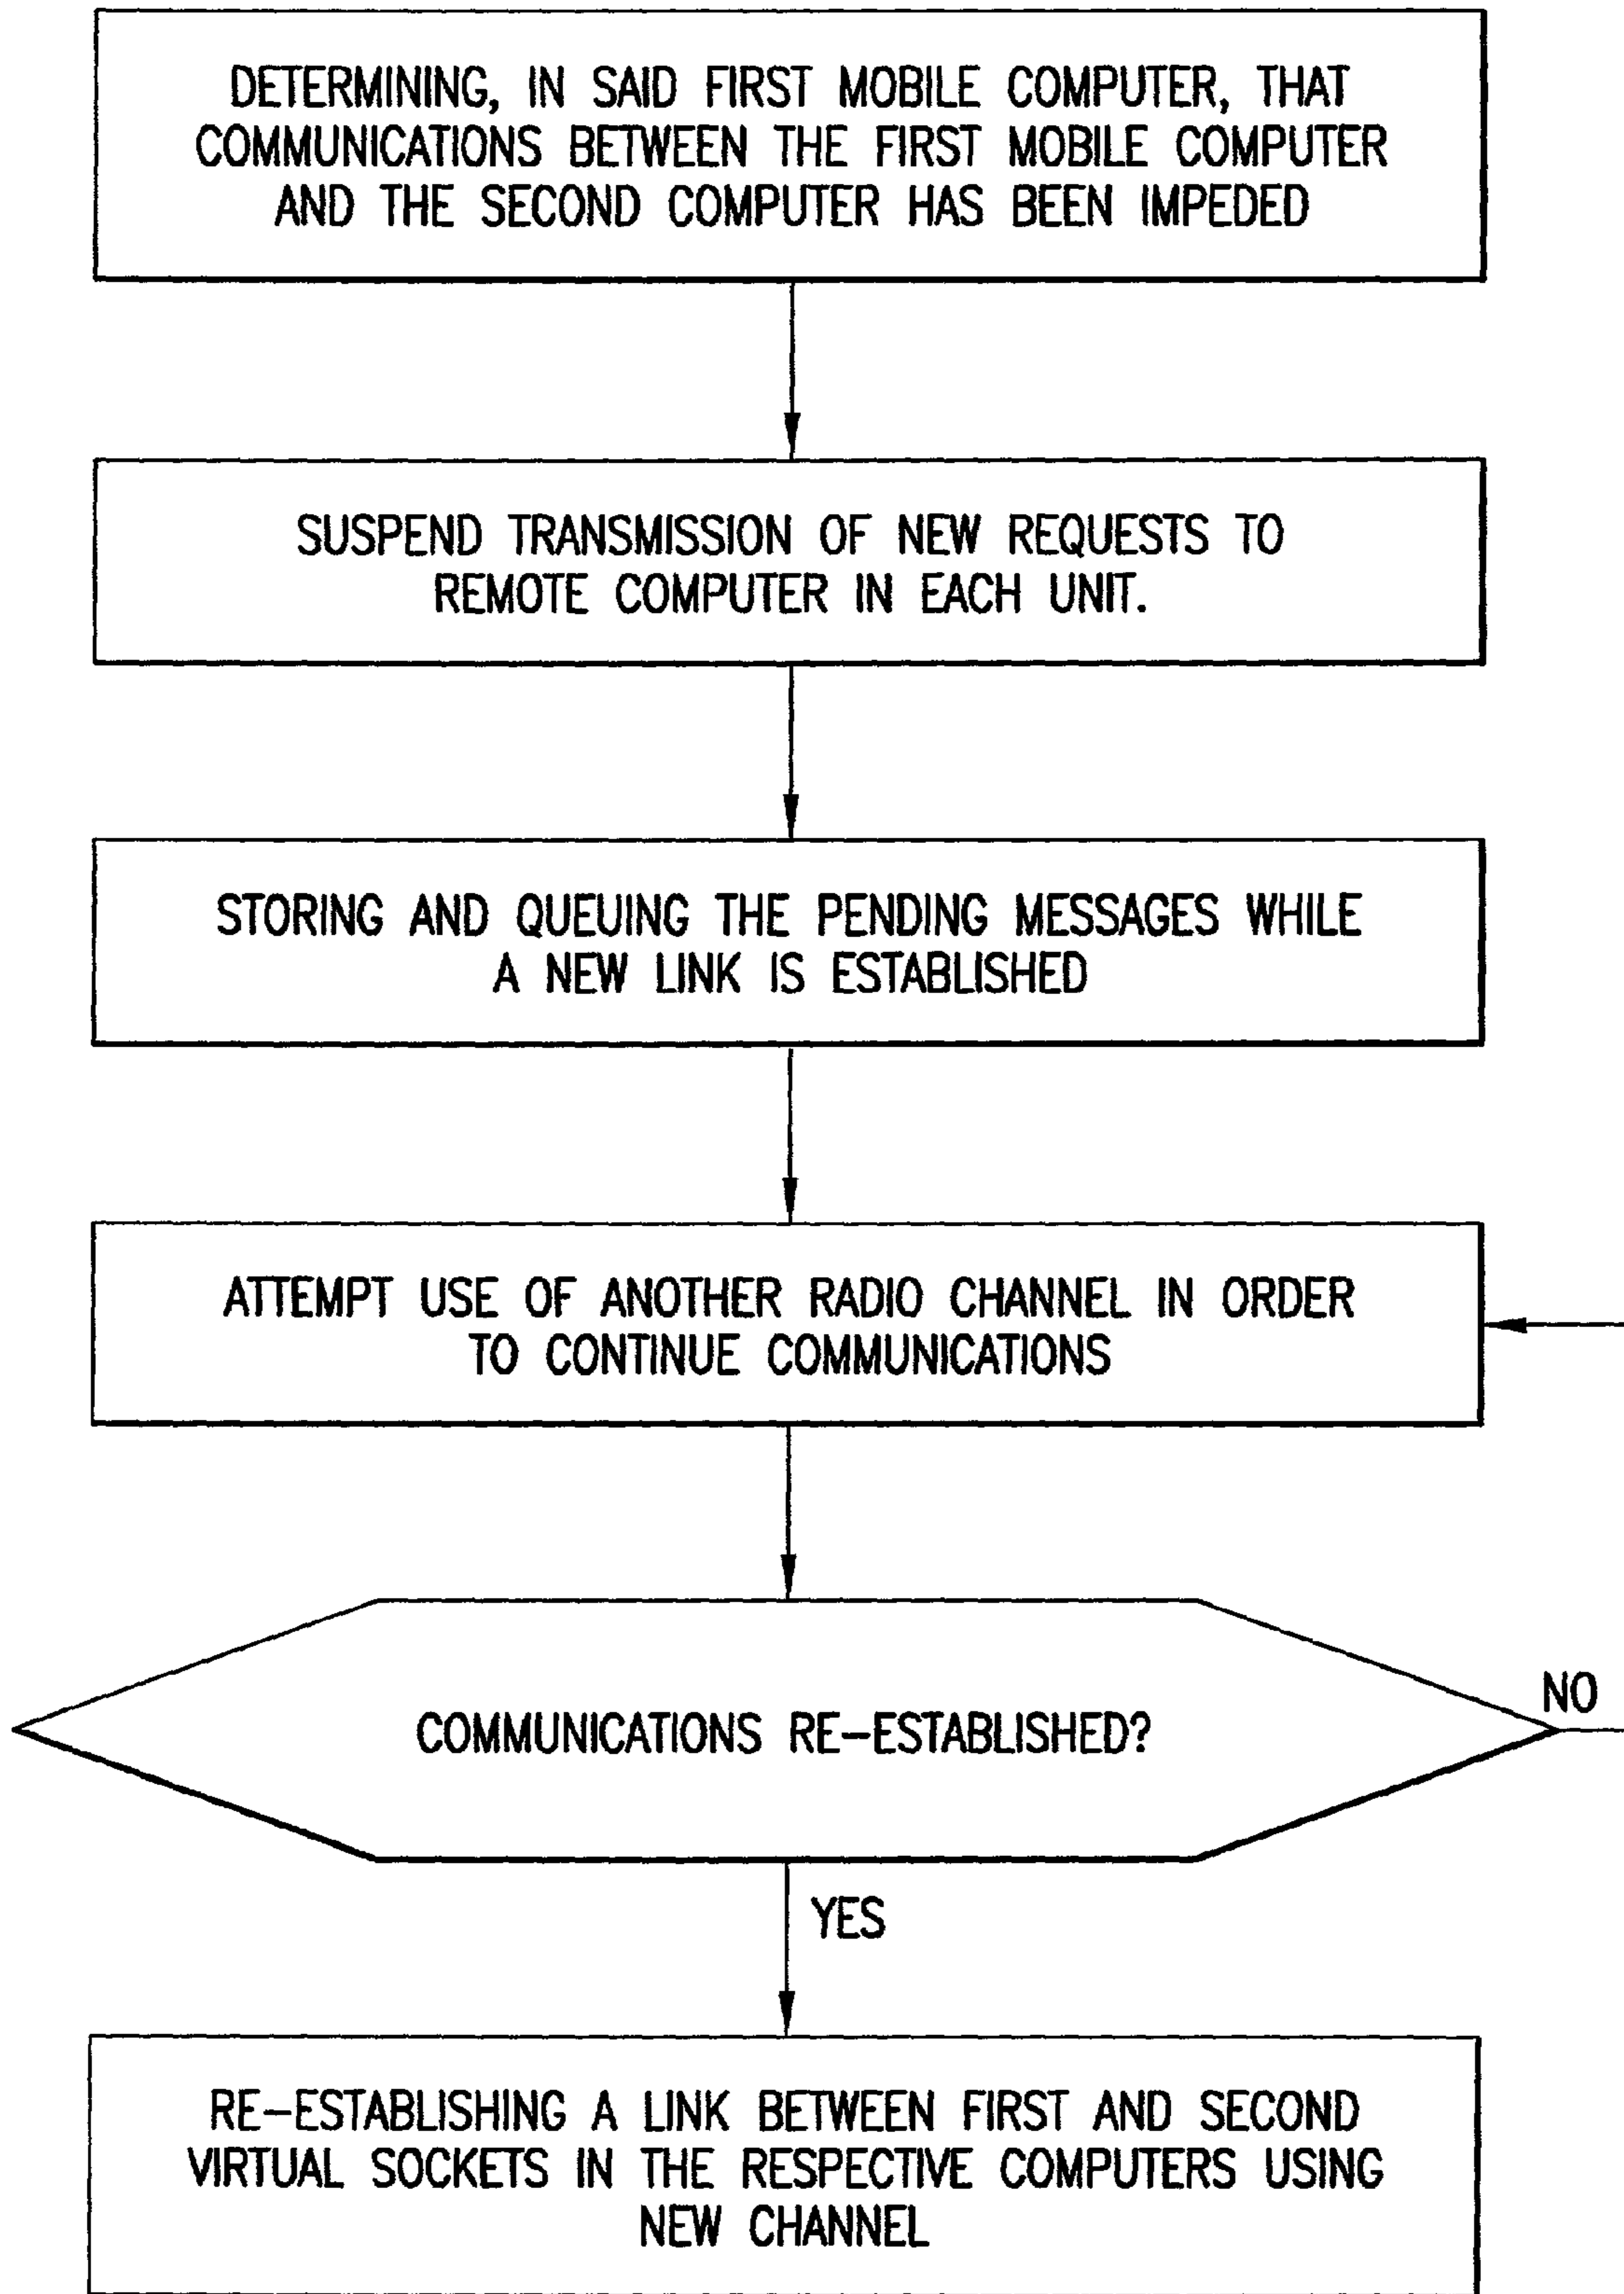 DETERMINING, IN SAID FIRST MOBILE COMPUTER, THAT
COMMUNICATIONS BETWEEN THE FIRST MOBILE COMPUTER
AND THE SECOND COMPUTER HAS BEEN IMPEDED
SUSPEND TRANSMISSION OF NEW REQUESTS TO
REMOTE COMPUTER IN EACH UNIT.
STORING AND QUEUING THE PENDING MESSAGES WHILE
A NEW LINK IS ESTABLISHED
ATTEMPT USE OF ANOTHER RADIO CHANNEL IN ORDER
TO CONTINUE COMMUNICATIONS
NO
COMMUNICATIONS RE-ESTABLISHED?
YES
RE-ESTABLISHING A LINK BETWEEN FIRST AND SECOND
VIRTUAL SOCKETS IN THE RESPECTIVE COMPUTERS USING
NEW CHANNEL